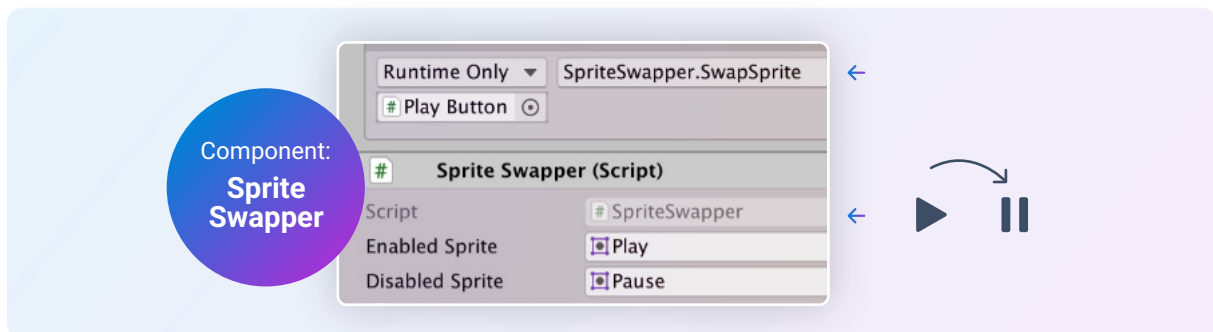 Component:
Sprite
Swapper
Runtime Only
SpriteSwapper.SwapSprite
# Play Button
# Sprite Swapper (Script)
Script
# SpriteSwapper
Enabled Sprite
Play
Disabled Sprite
Pause